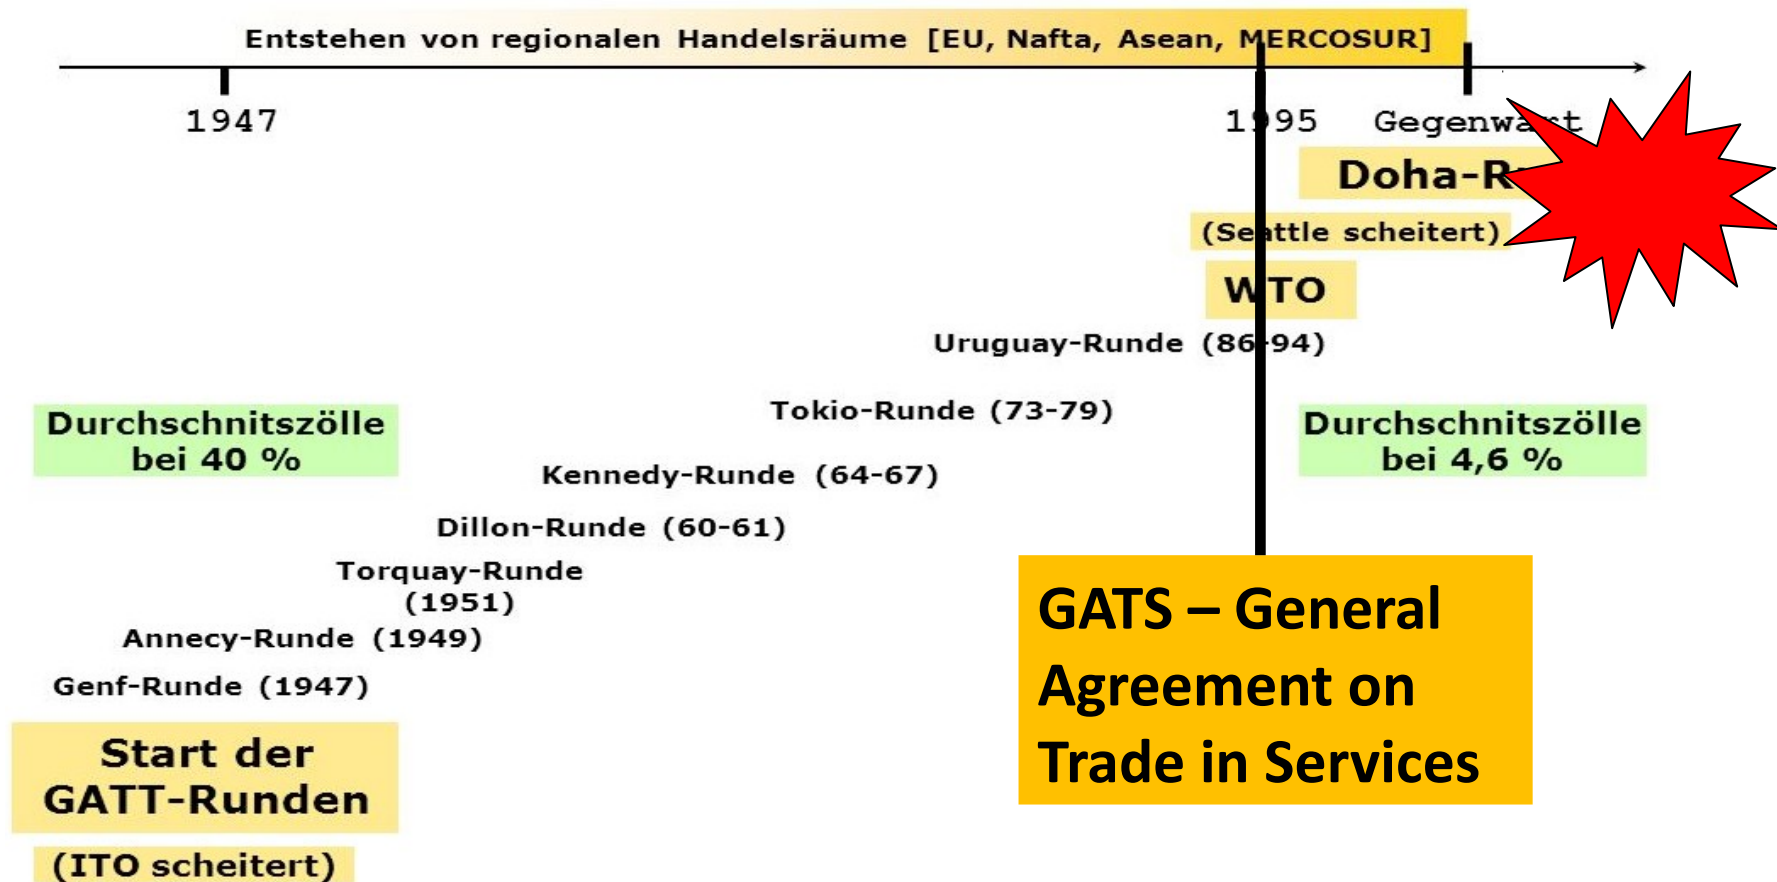 Entstehen von regionalen Handelsräume [EU, Nafta, Asean, MERCOSUR]
1947
1995
Gegenwart
Doha-R
(Seattle scheitert)
WTO
Uruguay-Runde (86-94)
Tokio-Runde (73-79)
Durchschnitszölle
bei 40 %
Durchschnitszölle
bei 4,6 %
Kennedy-Runde (64-67)
Dillon-Runde (60-61)
Torquay-Runde
(1951)
Annecy-Runde (1949)
Genf-Runde (1947)
GATS – General
Agreement on
Trade in Services
Start der
GATT-Runden
(ITO scheitert)